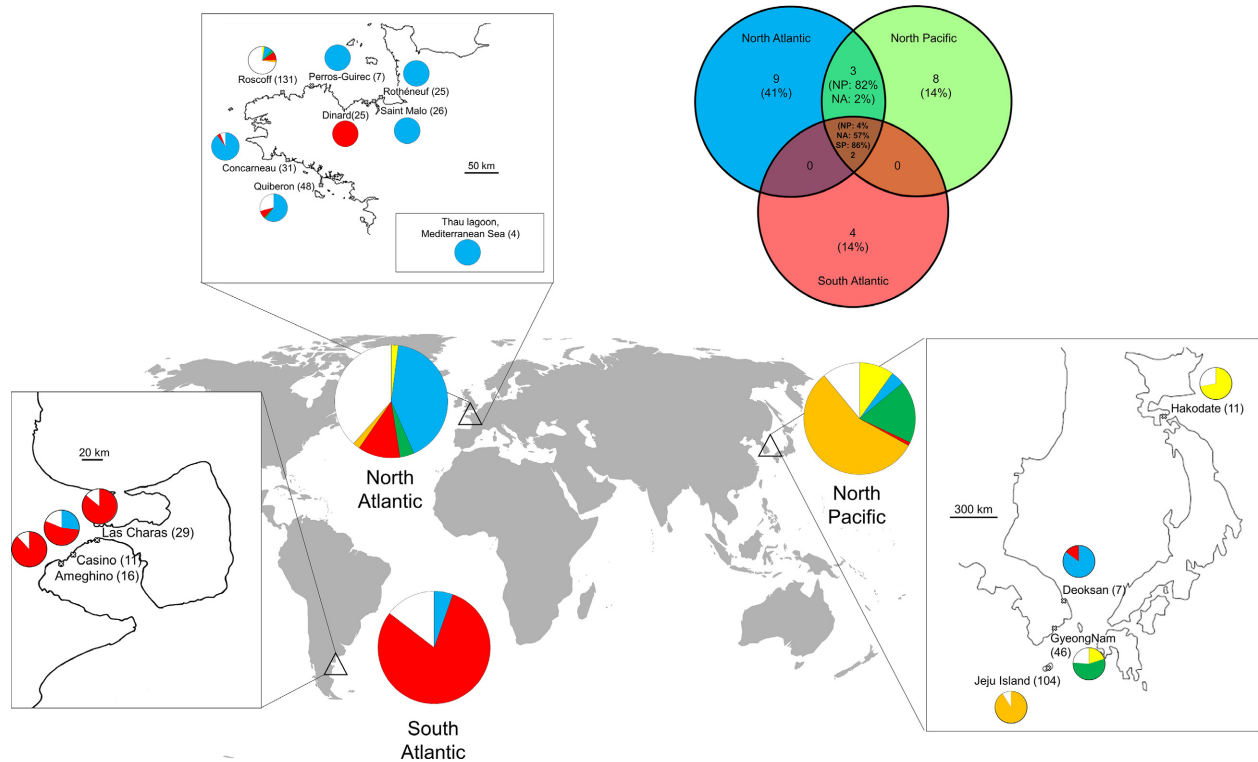 Roscoff (131)
Perros-Guirec (7)
Rothéneuf (25)
Saint Malo (26)
Dinard(25)
Concarneau (31)
Quiberon (48)
50 km
Thau lagoon,
Mediterranean Sea (4)
North Atlantic
North Pacific
9
(41%)
3
(NP: 82%
NA: 2%)
8
(14%)
(NP: 4%
NA: 57%
SP: 86%)
2
0
0
4
(14%)
South Atlantic
20 km
Las Charas (29)
Casino (11)
Ameghino (16)
North
Atlantic
North
Pacific
South
Atlantic
Hakodate (11)
300 km
Deoksan (7)
GyeongNam
(46)
Jeju Island (104)